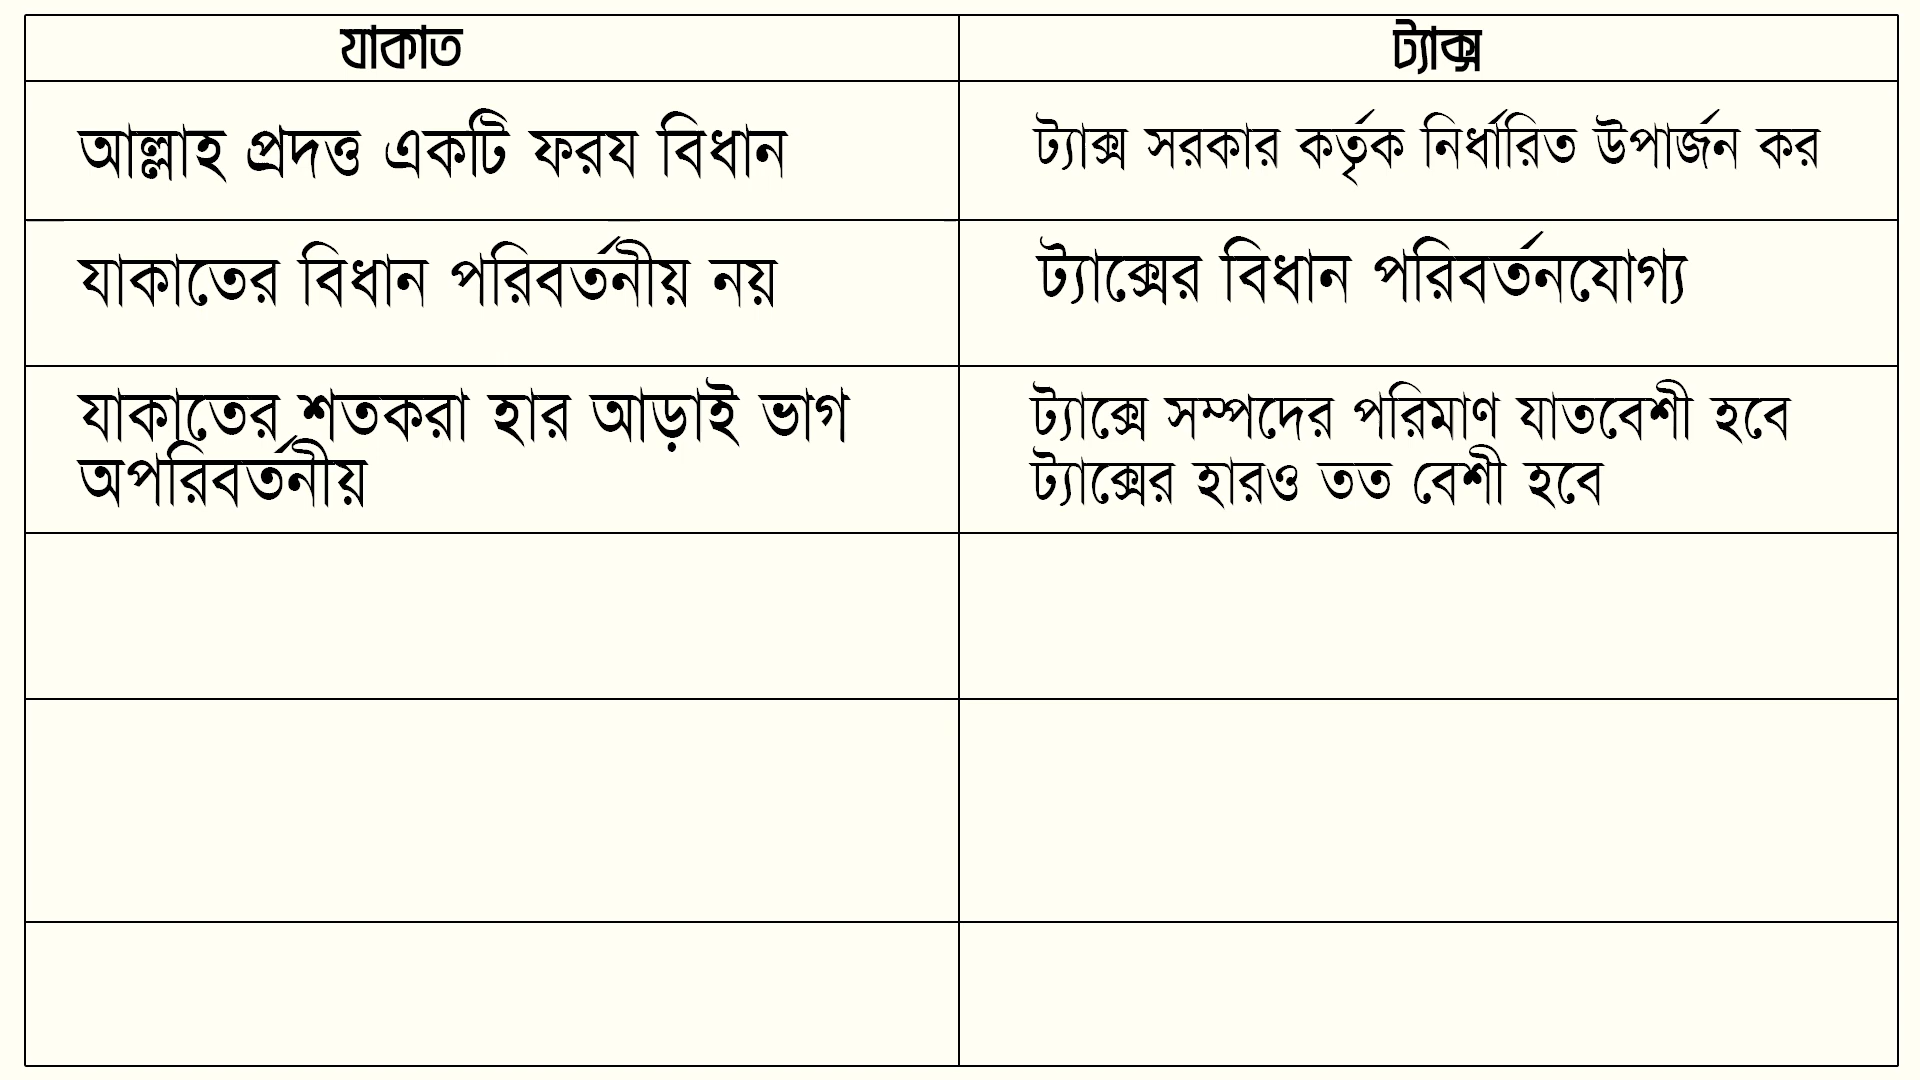 যাকাত
ট্যাক্স
আল্লাহ প্রদত্ত একটি ফরয বিধান
ট্যাক্স সরকার কর্তৃক নির্ধারিত উপার্জন কর
যাকাতের বিধান পরিবর্তনীয় নয়
ট্যাক্সের বিধান পরিবর্তনযোগ্য
যাকাতের শতকরা হার আড়াই ভাগ
অপরিবর্তনীয়
ট্যাক্সে সম্পদের পরিমাণ যাতবেশী হবে
ট্যাক্সের হারও তত বেশী হবে